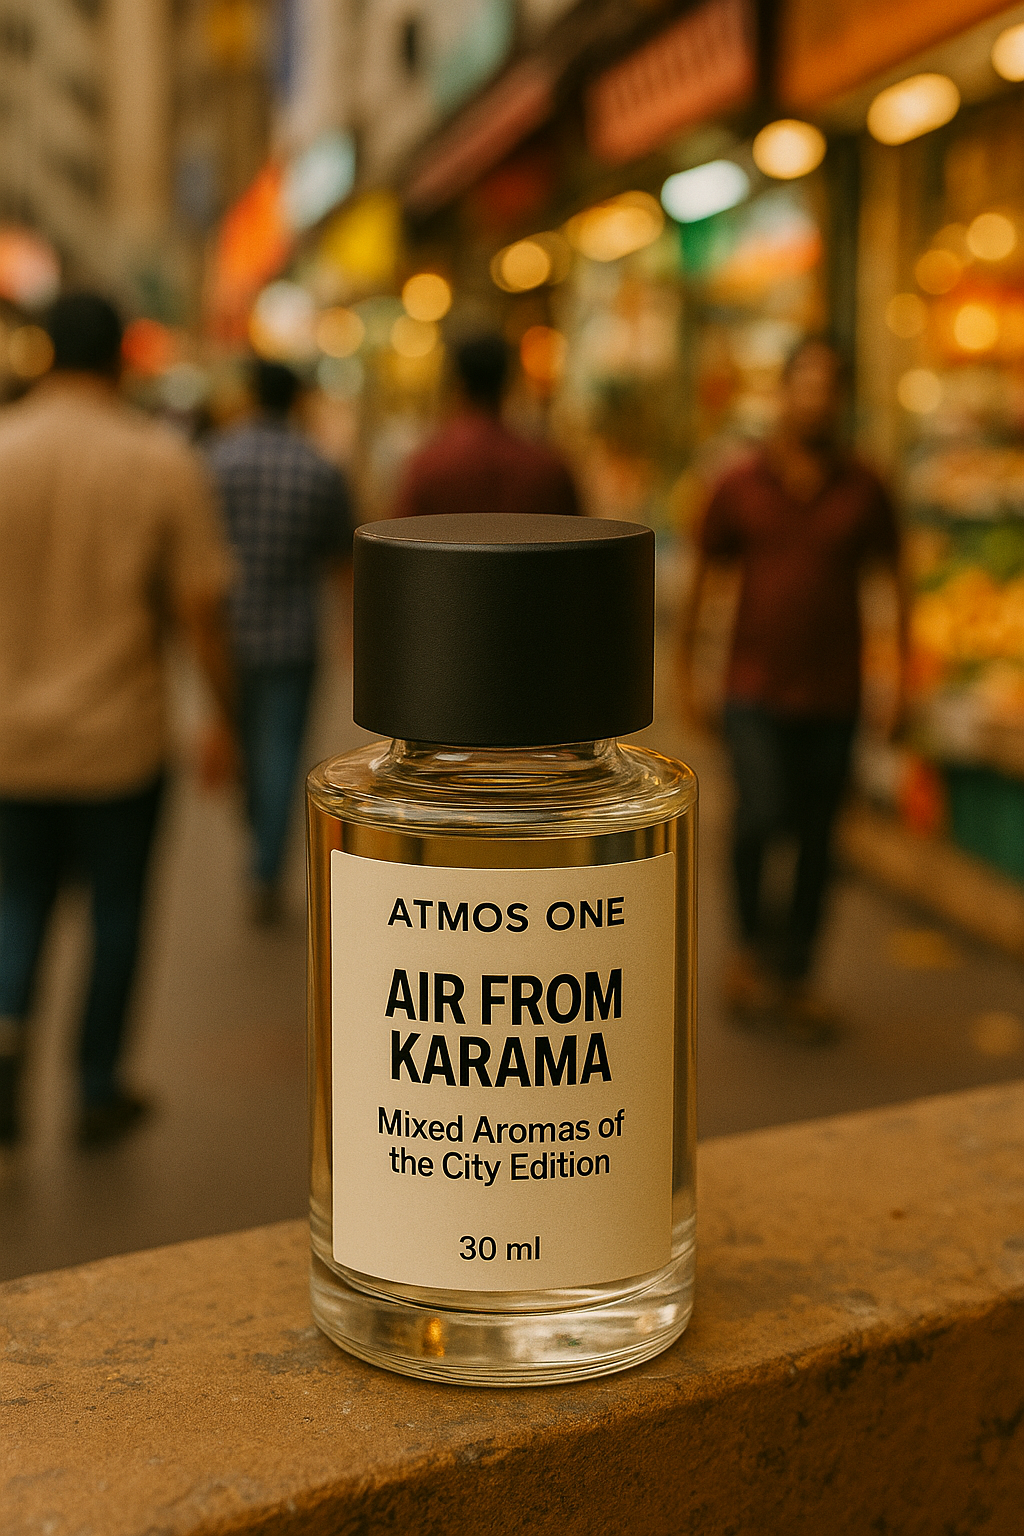 ATMOS ONE
AIR FROM
KARAMA
Mixed Aromas of
the City Edition
30 ml